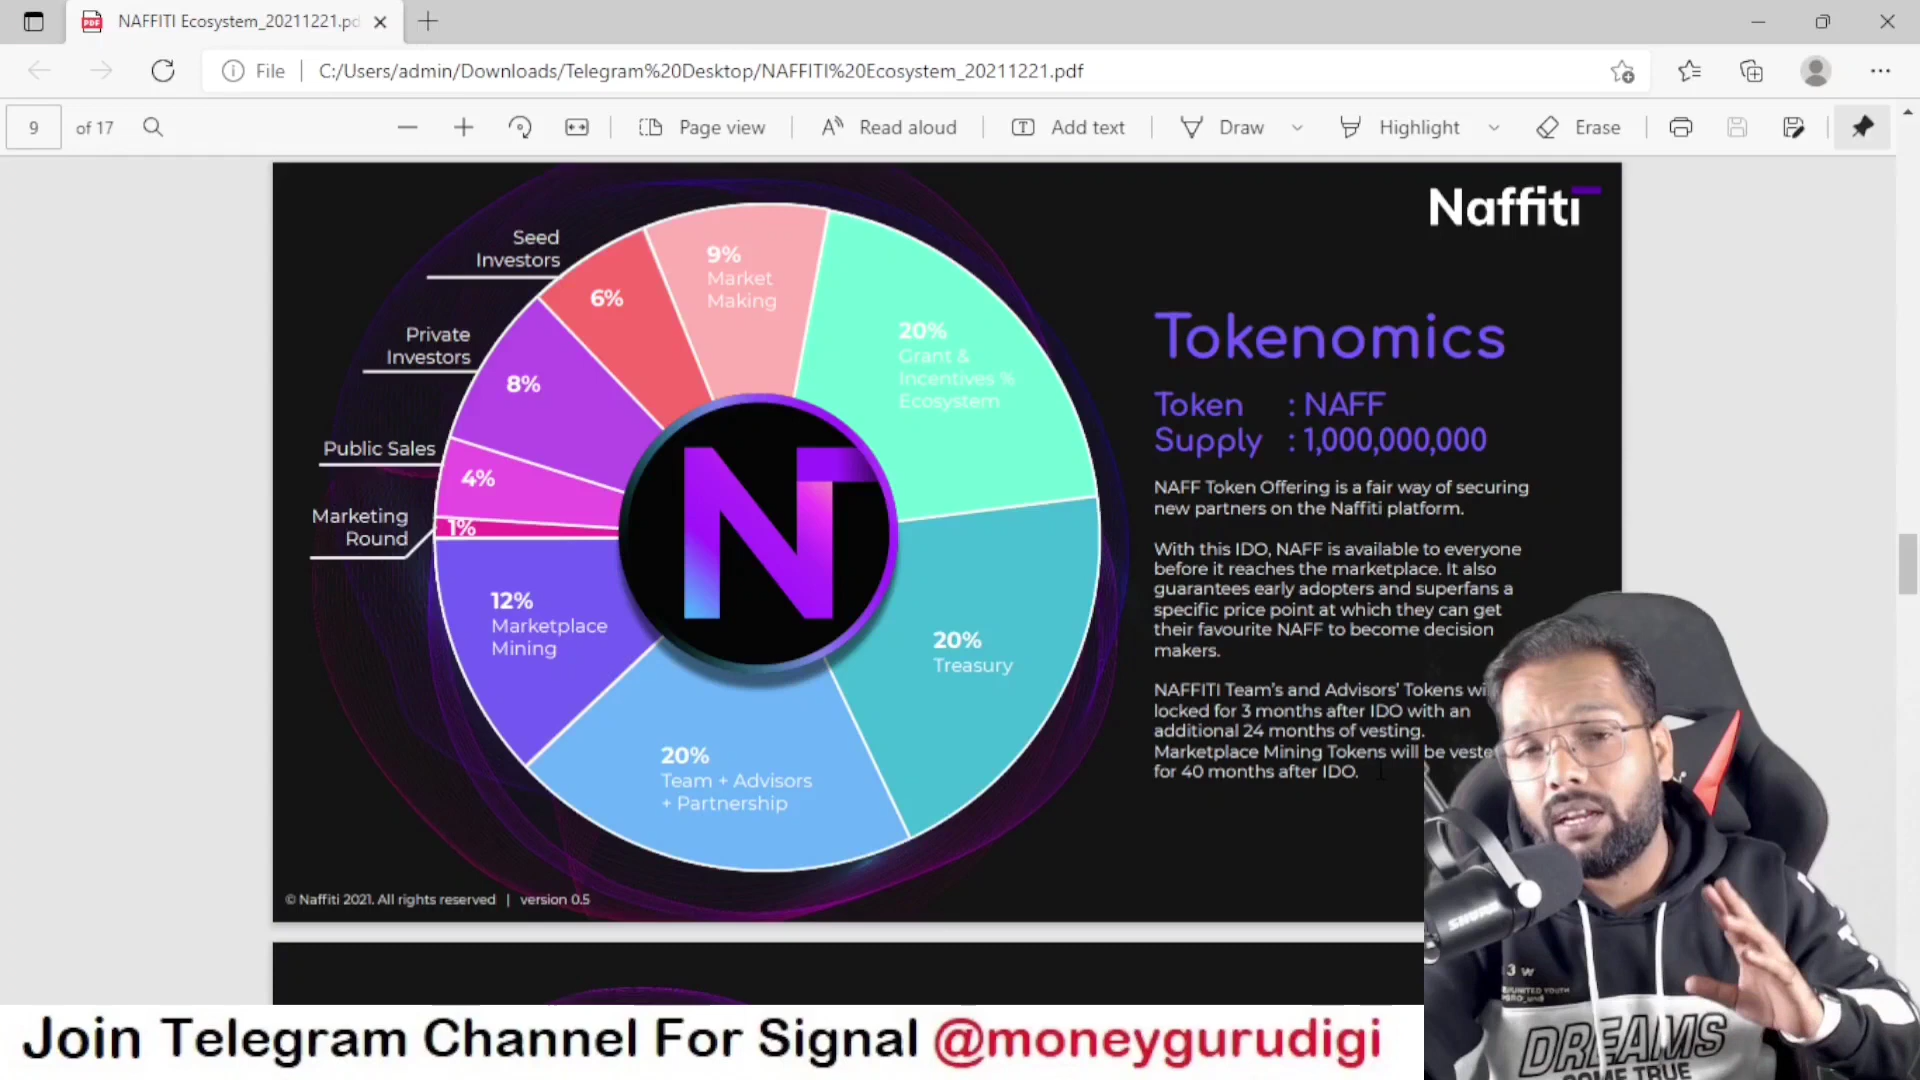 NAFFITI Ecosystem_20211221.pd
File
C:/Users/admin/Downloads/Telegram%20Desktop/NAFFITI%20Ecosystem_20211221.pdf
9 of 17
Page view
Read aloud
Add text
Draw
Highlight
Erase
Naffiti
Seed
Investors
Private
Investors
Public Sales
Marketing
Round
6%
8%
4%
1%
9%
Market
Making
20%
Grant &
Incentives %
Ecosystem
12%
Marketplace
Mining
20%
Treasury
20%
Team + Advisors
+ Partnership
Tokenomics
Token : NAFF
Supply : 1,000,000,000
NAFF Token Offering is a fair way of securing
new partners on the Naffiti platform.
With this IDO, NAFF is available to everyone
before it reaches the marketplace. It also
guarantees early adopters and superfans a
specific price point at which they can get
their favourite NAFF to become decision
makers.
NAFFITI Team's and Advisors' Tokens wi
locked for 3 months after IDO with an
additional 24 months of vesting.
Marketplace Mining Tokens will be veste
for 40 months after IDO.
© Naffiti 2021. All rights reserved | version 0.5
SHURE
DREAMS
COME TRUE
Join Telegram Channel For Signal @moneygurudigi